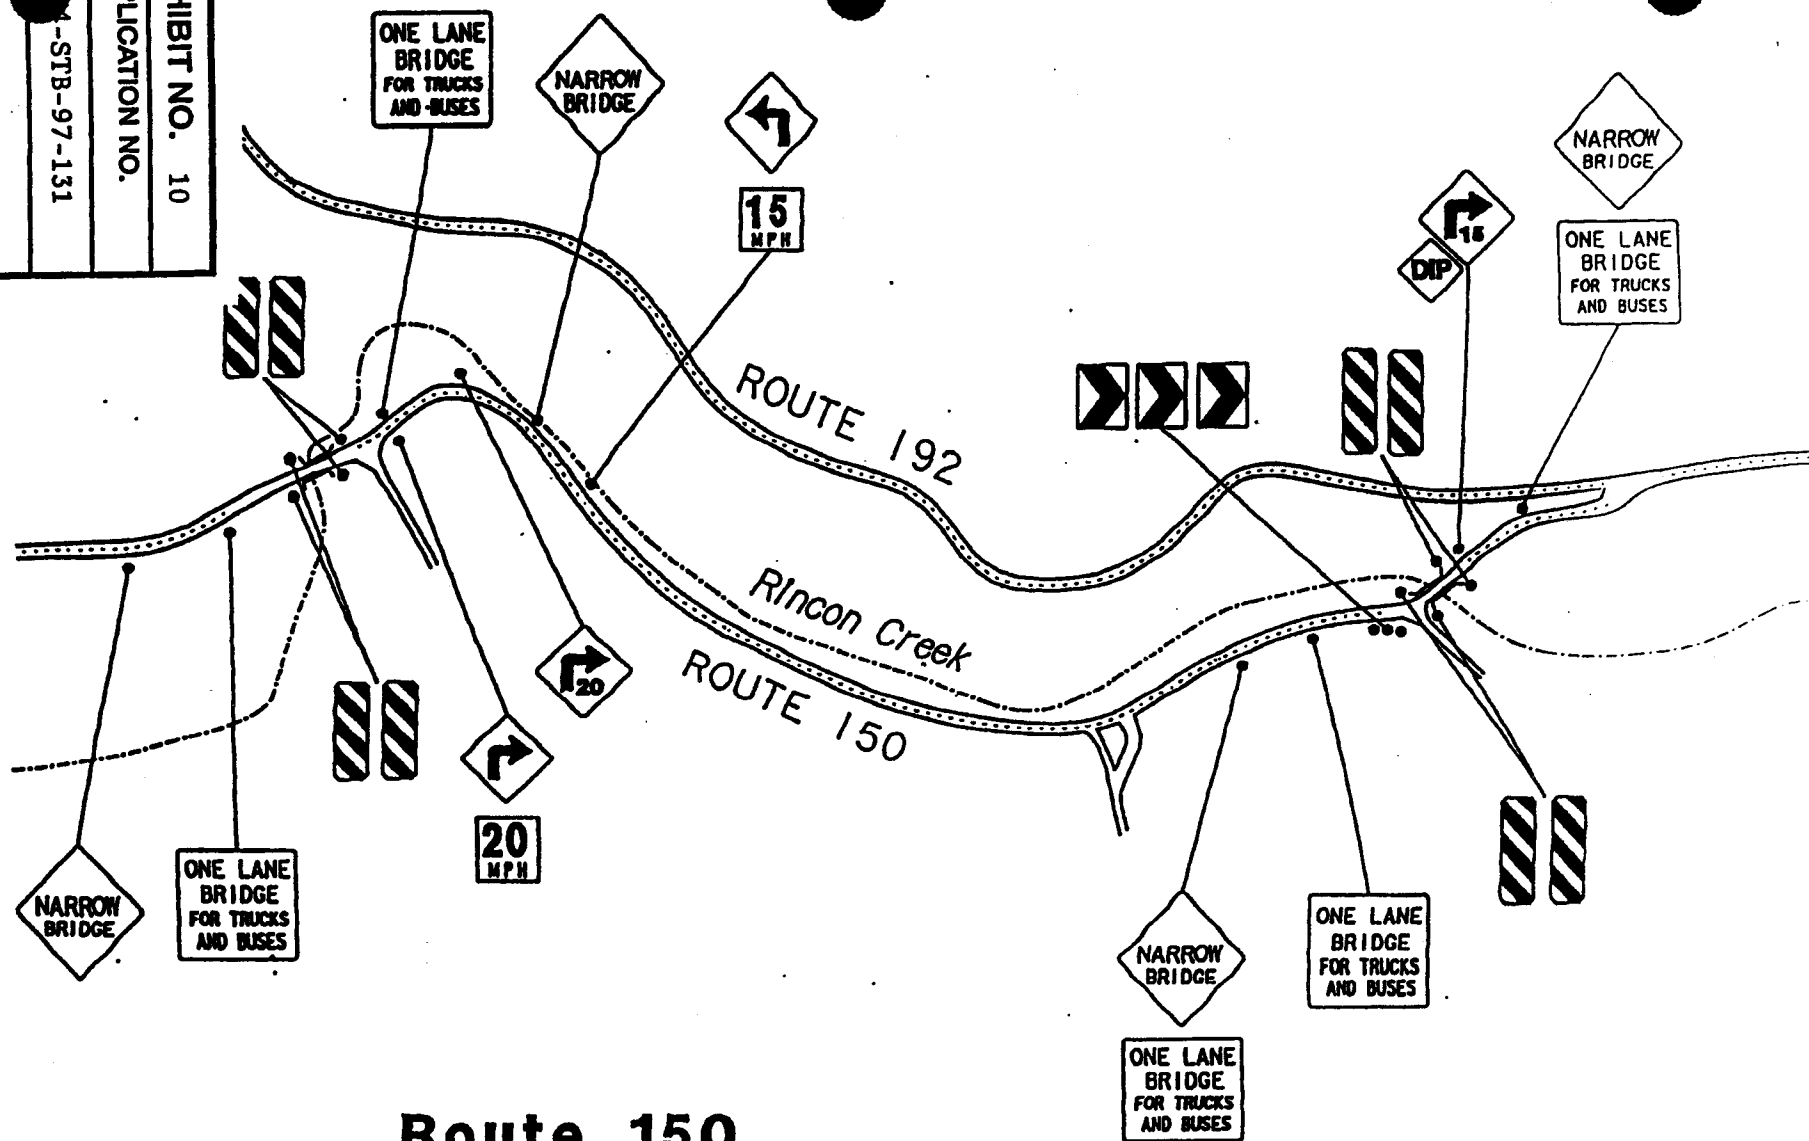 HIBIT NO. 10
PLICATION NO.
4-STB-97-131
ONE LANE
BRIDGE
FOR TRUCKS
AND BUSES
NARROW
BRIDGE
15
MPH
NARROW
BRIDGE
ONE LANE
BRIDGE
FOR TRUCKS
AND BUSES
15
DIP
ROUTE 192
Rincon Creek
ROUTE 150
20
20
MPH
NARROW
BRIDGE
ONE LANE
BRIDGE
FOR TRUCKS
AND BUSES
NARROW
BRIDGE
ONE LANE
BRIDGE
FOR TRUCKS
AND BUSES
ONE LANE
BRIDGE
FOR TRUCKS
AND BUSES
Route 150